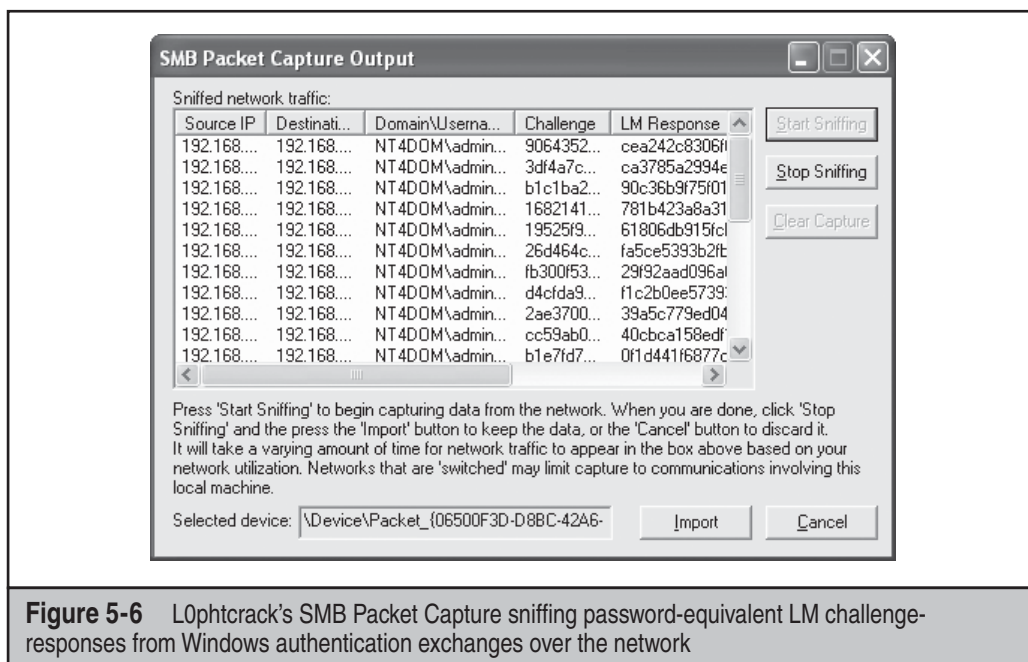 SMB Packet Capture Output
Sniffed network traffic:
Source IP Destinati... Domain\Userna... Challenge LM Response
192.168.... 192.168.... NT4DOM\admin... 9064352... cea242c8306f
192.168.... 192.168.... NT4DOM\admin... 3df4a7c... ca3785a2994e
192.168.... 192.168.... NT4DOM\admin... b1c1ba2... 90c36b9f75f01
192.168.... 192.168.... NT4DOM\admin... 1682141... 781b423a8a31
192.168.... 192.168.... NT4DOM\admin... 19525f9... 61806db915fc
192.168.... 192.168.... NT4DOM\admin... 26d464c... fa5ce5393b2fb
192.168.... 192.168.... NT4DOM\admin... fb300f53... 29f92aad096a
192.168.... 192.168.... NT4DOM\admin... d4cfda9... f1c2b0ee5739
192.168.... 192.168.... NT4DOM\admin... 2ae3700... 39a5c779ed04
192.168.... 192.168.... NT4DOM\admin... cc59ab0... 40cbca158edf
192.168.... 192.168.... NT4DOM\admin... b1e7fd7... 0f1d441f6877c
Start Sniffing
Stop Sniffing
Clear Capture
Press 'Start Sniffing' to begin capturing data from the network. When you are done, click 'Stop
Sniffing' and the press the 'Import' button to keep the data, or the 'Cancel' button to discard it.
It will take a varying amount of time for network traffic to appear in the box above based on your
network utilization. Networks that are 'switched' may limit capture to communications involving this
local machine.
Selected device: \Device\Packet_{06500F3D-D8BC-42A6-
Import
Cancel
Figure 5-6 L0phtcrack's SMB Packet Capture sniffing password-equivalent LM challenge-
responses from Windows authentication exchanges over the network